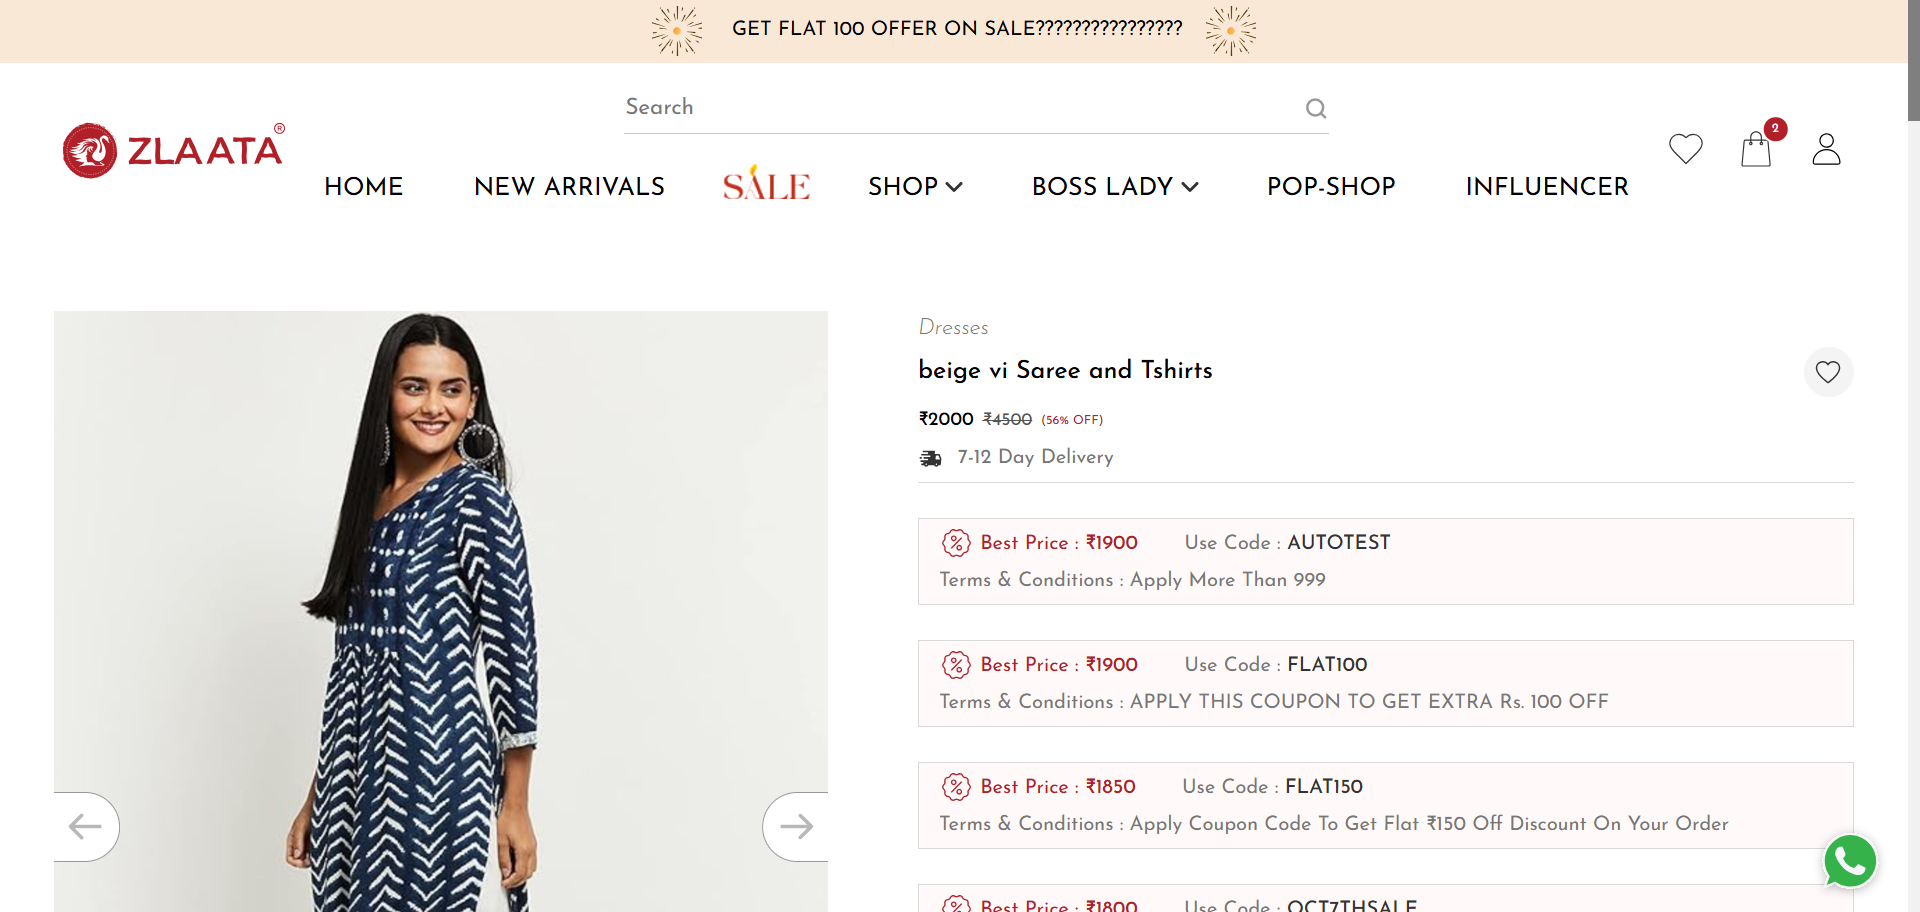 GET FLAT 100 OFFER ON SALE????????????????
Search
ZLAATA®
2
HOME NEW ARRIVALS SALE SHOP BOSS LADY POP-SHOP INFLUENCER
Dresses
beige vi Saree and Tshirts
₹2000 ₹4500 (56% OFF)
7-12 Day Delivery
Best Price : ₹1900 Use Code : AUTOTEST
Terms & Conditions : Apply More Than 999
Best Price : ₹1900 Use Code : FLAT100
Terms & Conditions : APPLY THIS COUPON TO GET EXTRA Rs. 100 OFF
Best Price : ₹1850 Use Code : FLAT150
Terms & Conditions : Apply Coupon Code To Get Flat ₹150 Off Discount On Your Order
Best Price : ₹1800 Use Code : OCT7THSALE